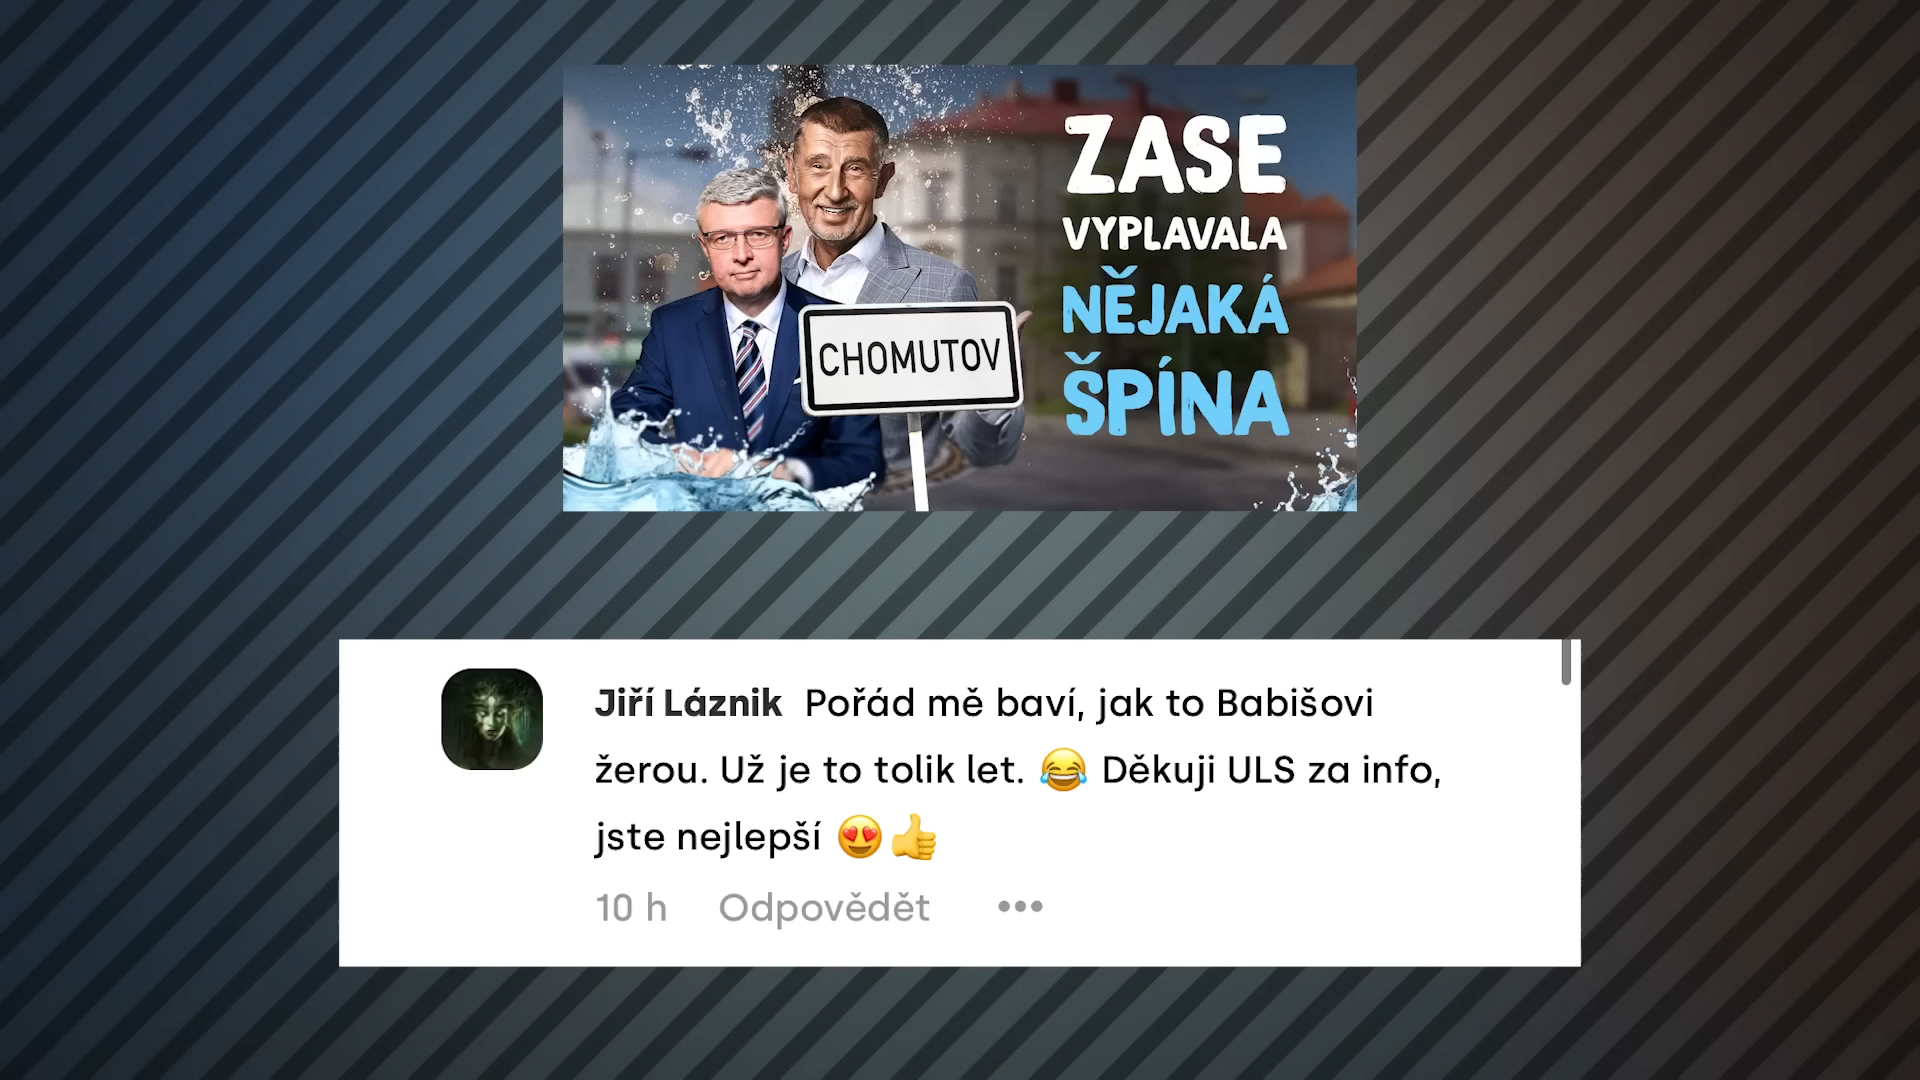 ZASE
VYPLAVALA
NĚJAKÁ
ŠPÍNA
CHOMUTOV
Jiří Láznik Pořád mě baví, jak to Babišovi
žerou. Už je to tolik let. 😂 Děkuji ULS za info,
jste nejlepší 😍👍
10 h Odpovědět •••